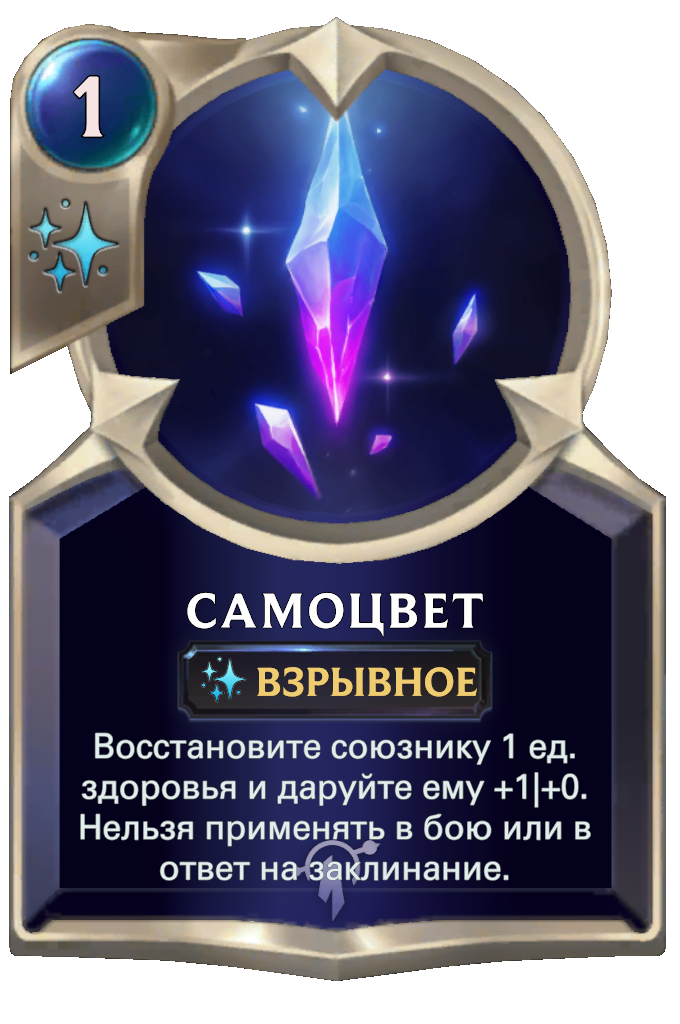 1
САМОЦВЕТ
ВЗРЫВНОЕ
Восстановите союзнику 1 ед.
здоровья и даруйте ему +1|+0.
Нельзя применять в бою или в
ответ на заклинание.